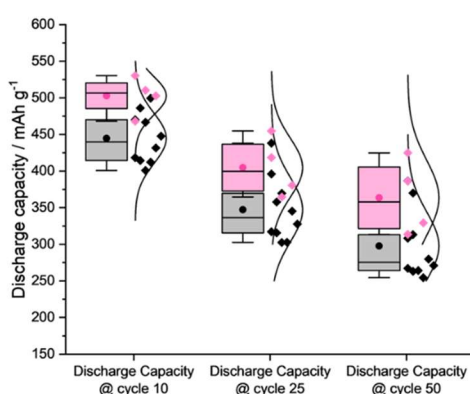 600
550
500
450
400
350
300
250
200
150
Discharge capacity / mAh g⁻¹
Discharge Capacity
@ cycle 10
Discharge Capacity
@ cycle 25
Discharge Capacity
@ cycle 50